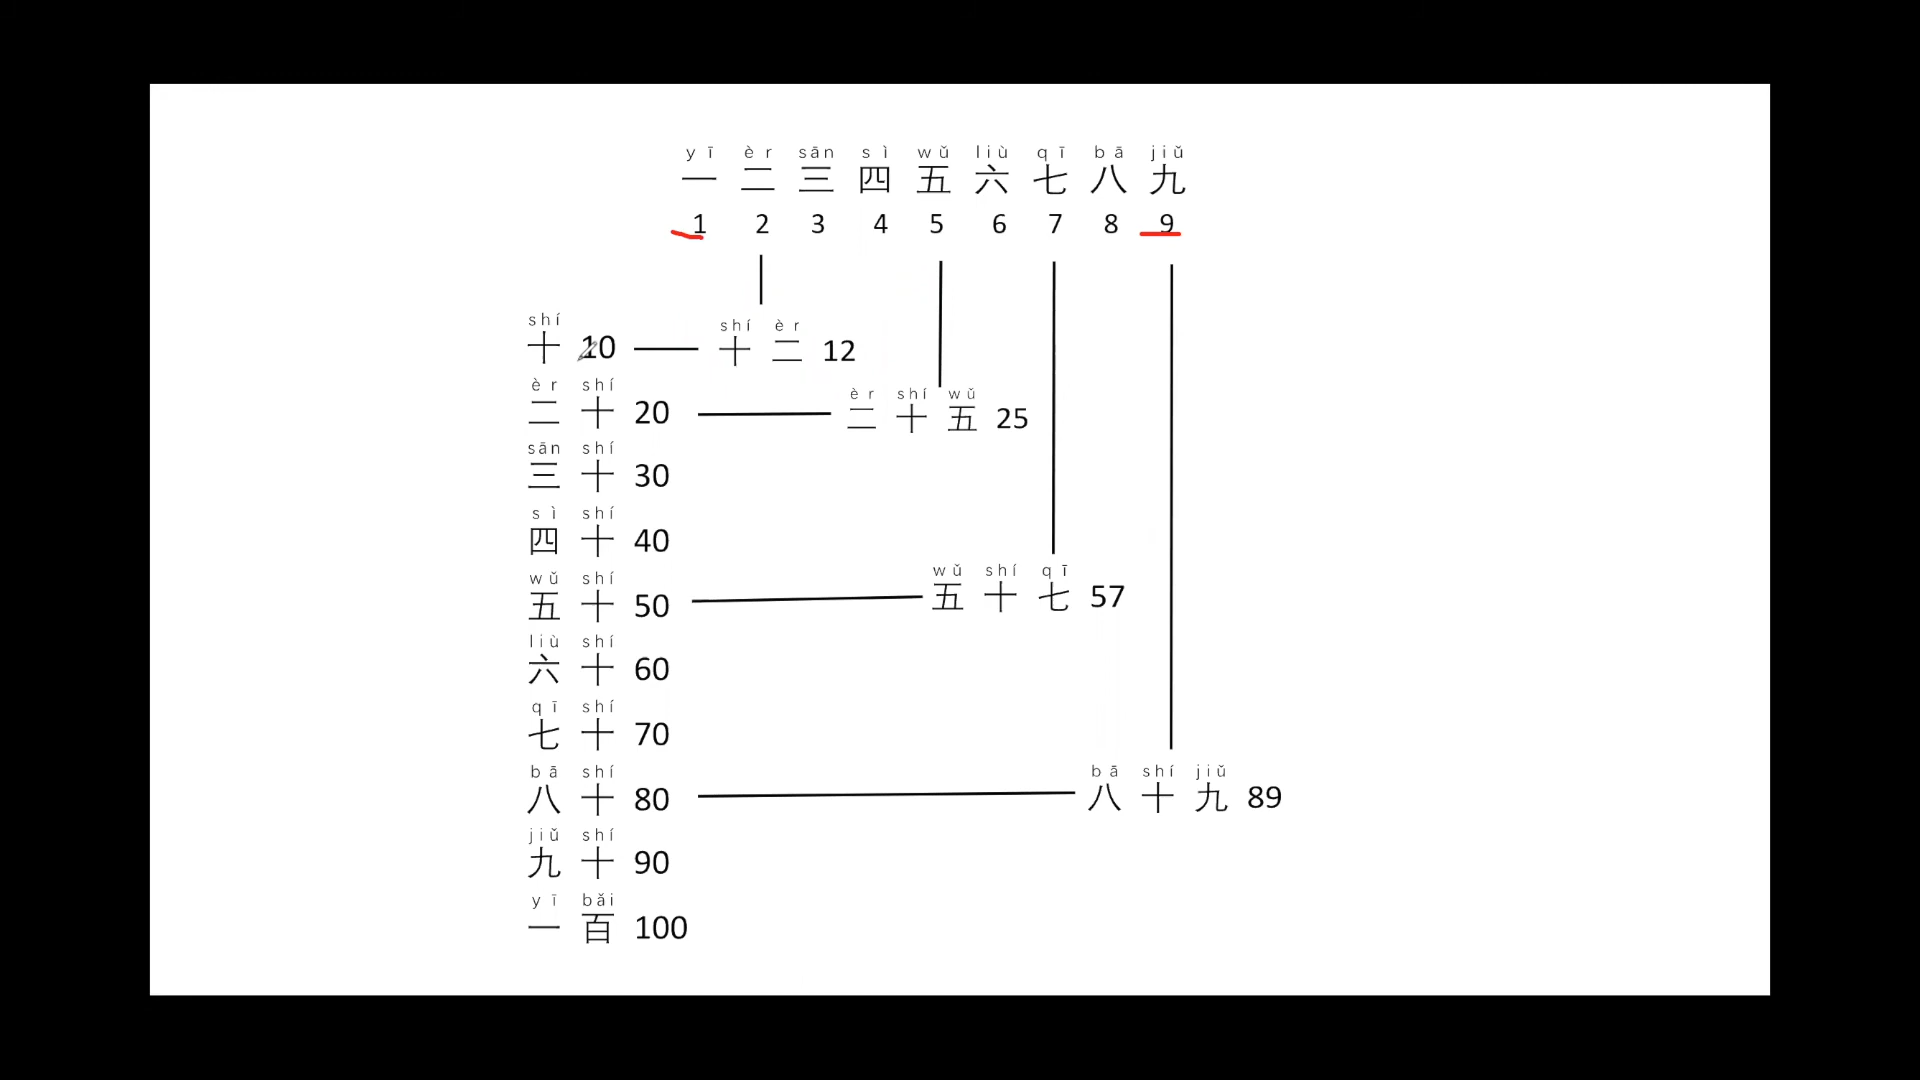 yī èr sān sì wǔ liù qī bā jiǔ
一 二 三 四 五 六 七 八 九
1 2 3 4 5 6 7 8 9
shí shí èr
十 10 十 二 12
èr shí èr shí wǔ
二 十 20 二 十 五 25
sān shí
三 十 30
sì shí
四 十 40
wǔ shí wǔ shí qī
五 十 50 五 十 七 57
liù shí
六 十 60
qī shí
七 十 70
bā shí bā shí jiǔ
八 十 80 八 十 九 89
jiǔ shí
九 十 90
yī bǎi
一 百 100